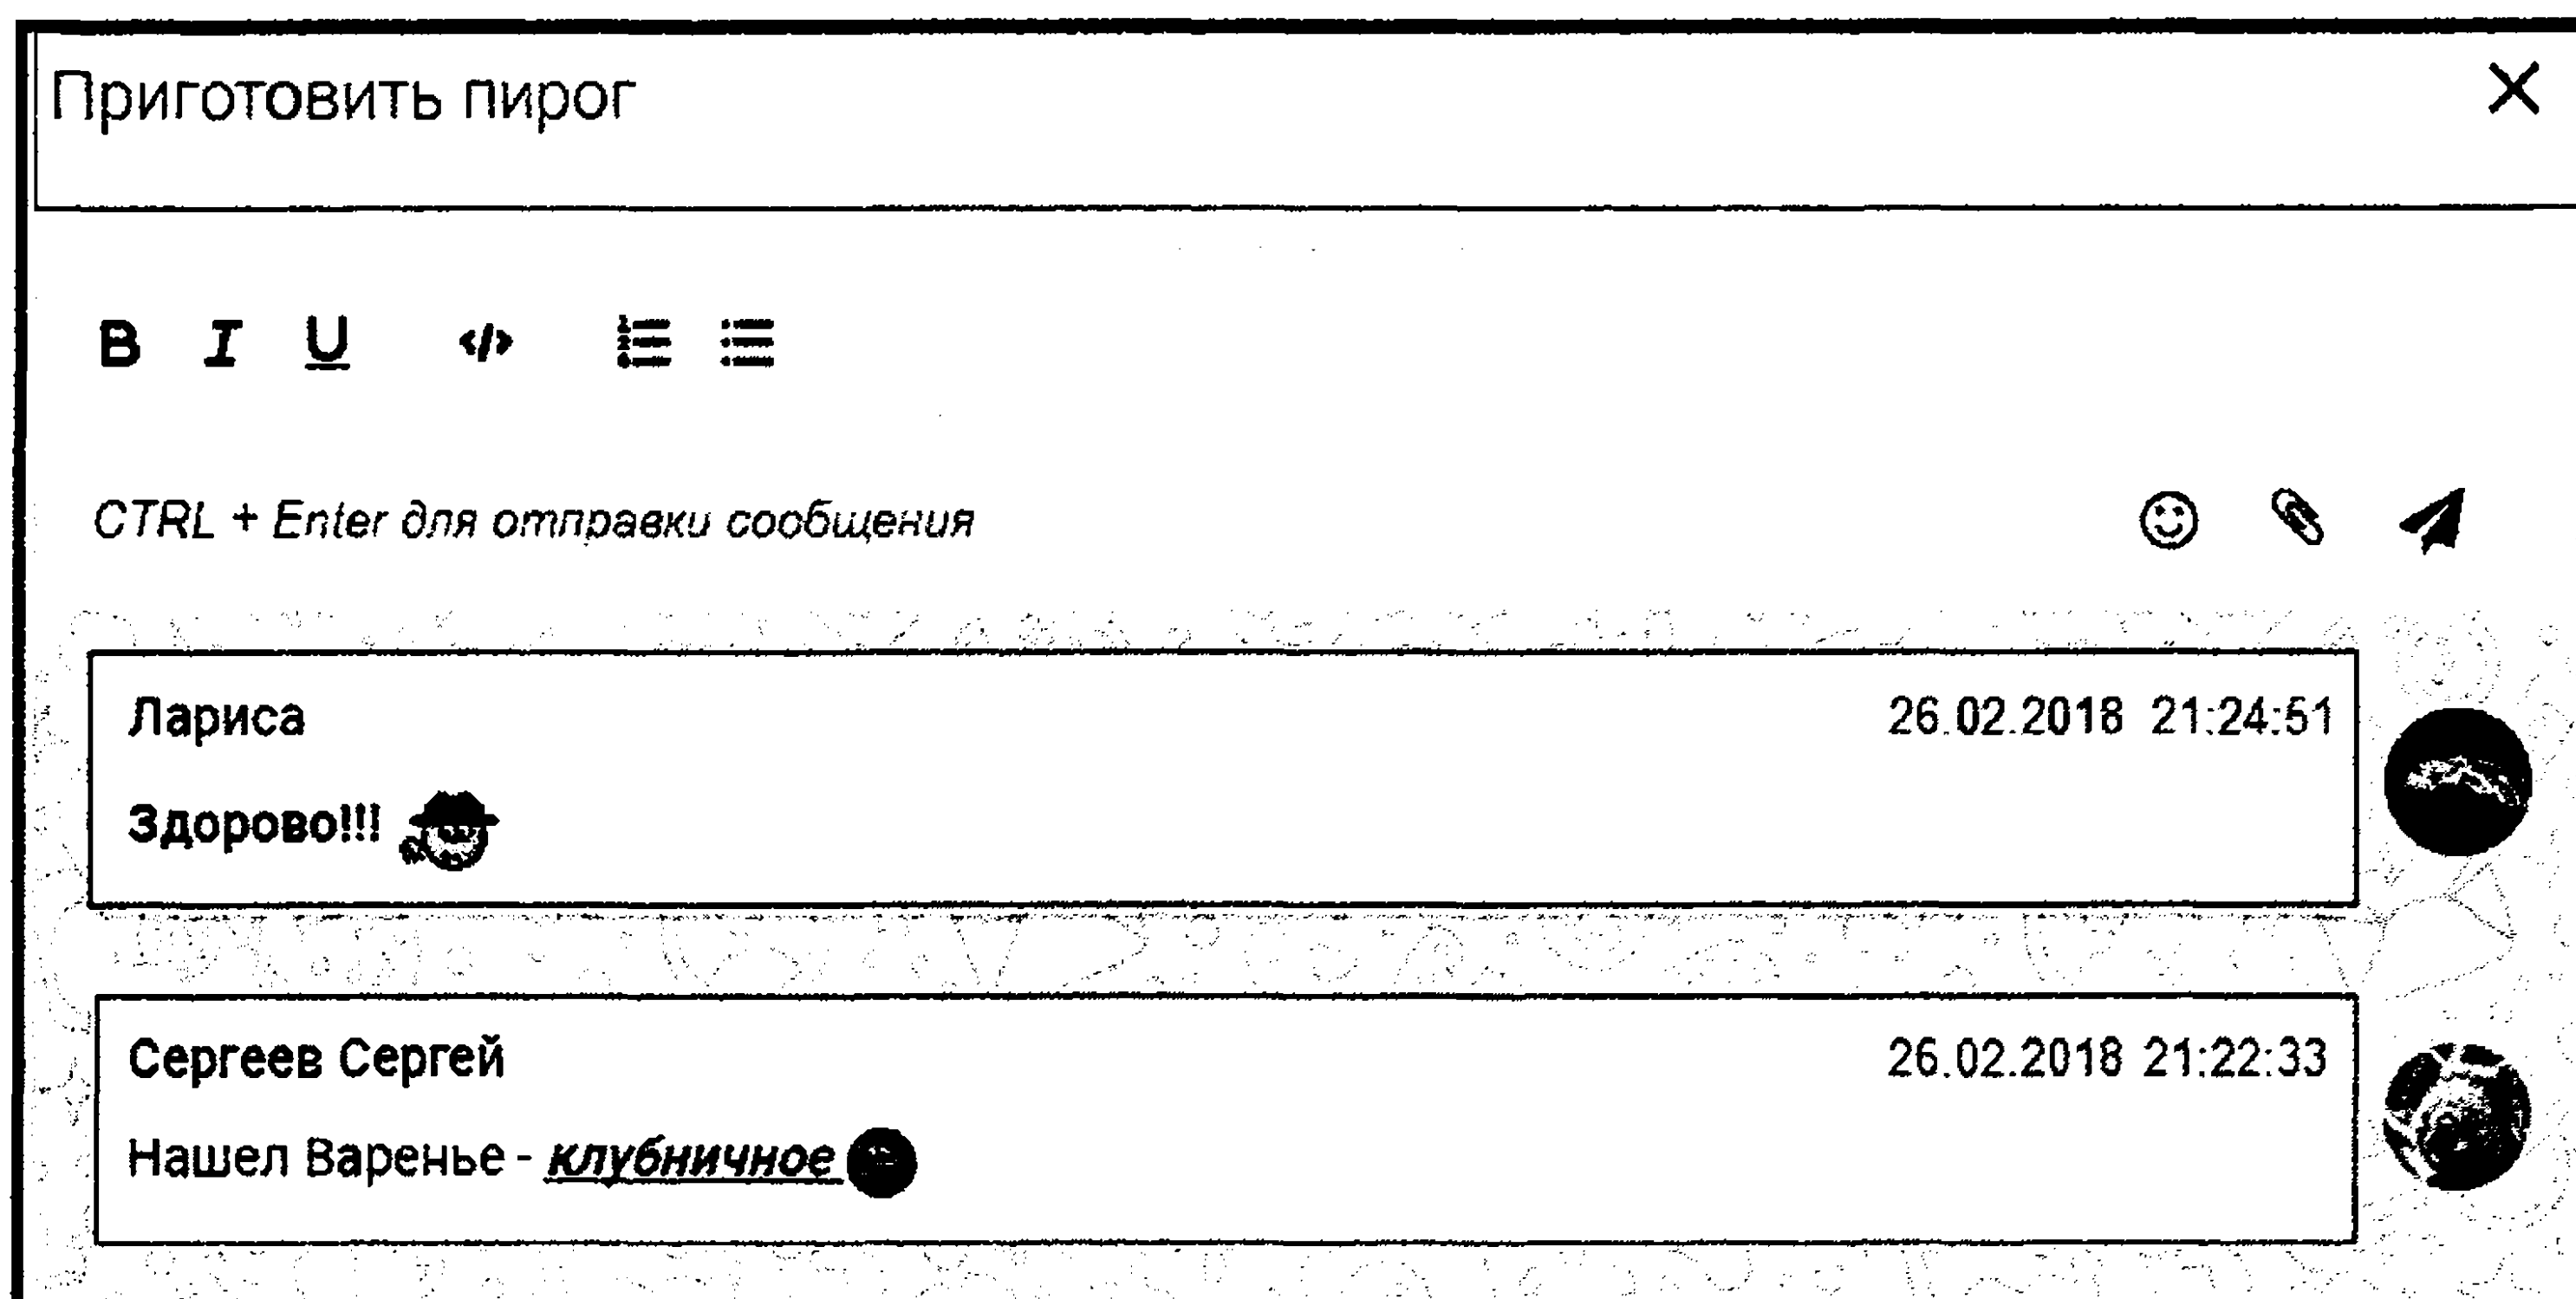 Приготовить пирог
B I U </>
CTRL + Enter для отправки сообщения
Лариса 26.02.2018 21:24:51
Здорово!!!
Сергеев Сергей 26.02.2018 21:22:33
Нашел Варенье - клубничное